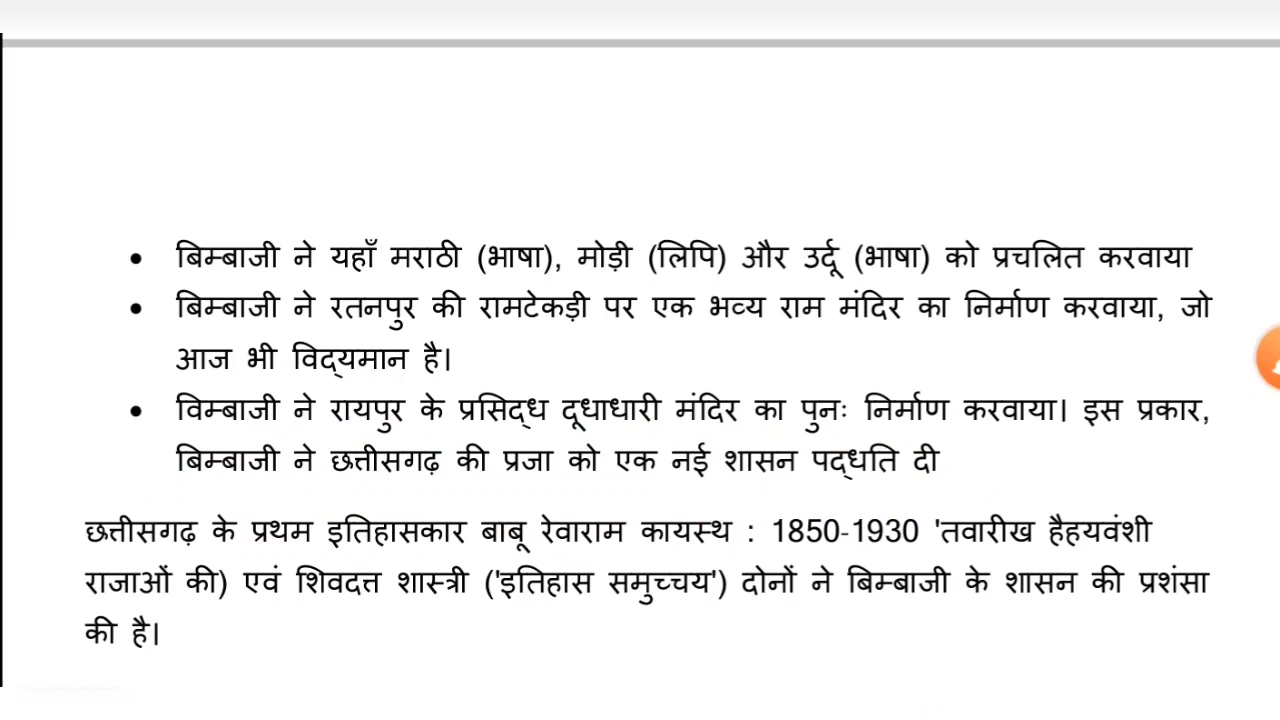 • बिम्बाजी ने यहाँ मराठी (भाषा), मोड़ी (लिपि) और उर्दू (भाषा) को प्रचलित करवाया
• बिम्बाजी ने रतनपुर की रामटेकड़ी पर एक भव्य राम मंदिर का निर्माण करवाया, जो
आज भी विद्यमान है।
• विम्बाजी ने रायपुर के प्रसिद्ध दूधाधारी मंदिर का पुनः निर्माण करवाया। इस प्रकार,
बिम्बाजी ने छत्तीसगढ़ की प्रजा को एक नई शासन पद्धति दी
छत्तीसगढ़ के प्रथम इतिहासकार बाबू रेवाराम कायस्थ : 1850-1930 'तवारीख हैहयवंशी
राजाओं की) एवं शिवदत्त शास्त्री ('इतिहास समुच्चय') दोनों ने बिम्बाजी के शासन की प्रशंसा
की है।